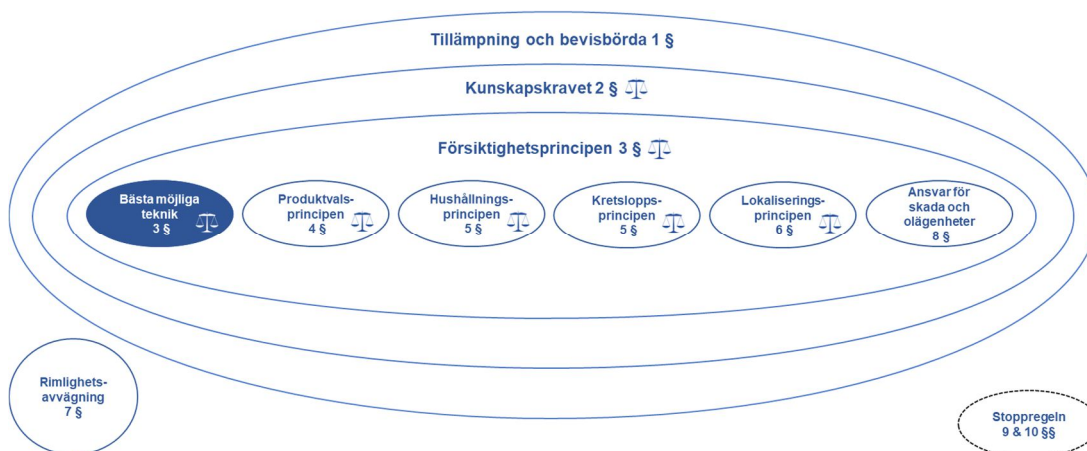 Tillämpning och bevisbörda 1 §
Kunskapskravet 2 §
Försiktighetsprincipen 3 §
Bästa möjliga
teknik
3 §
Produktvals-
principen
4 §
Hushållnings-
principen
5 §
Kretslopps-
principen
5 §
Lokaliserings-
principen
6 §
Ansvar för
skada och
olägenheter
8 §
Rimlighets-
avvägning
7 §
Stoppregeln
9 & 10 §§